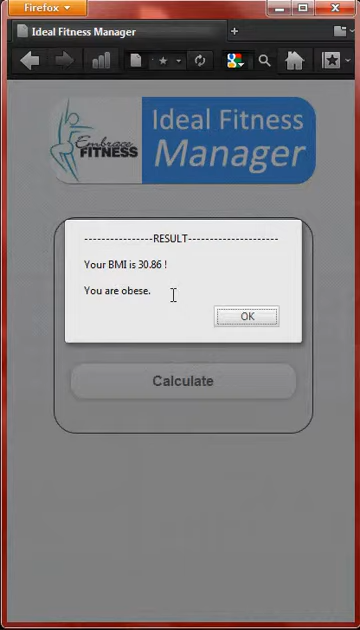 Firefox
Ideal Fitness Manager
Ideal Fitness
Manager
Embrace
FITNESS
----------------RESULT---------------------
Your BMI is 30.86 !
You are obese.
OK
Calculate